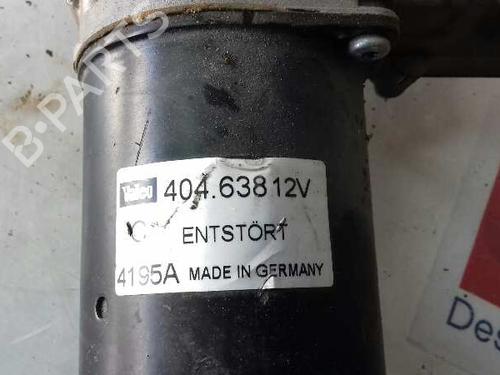 B-PARTS
Valeo 404.638 12V
ENTSTÖRT
4195A MADE IN GERMANY
Des